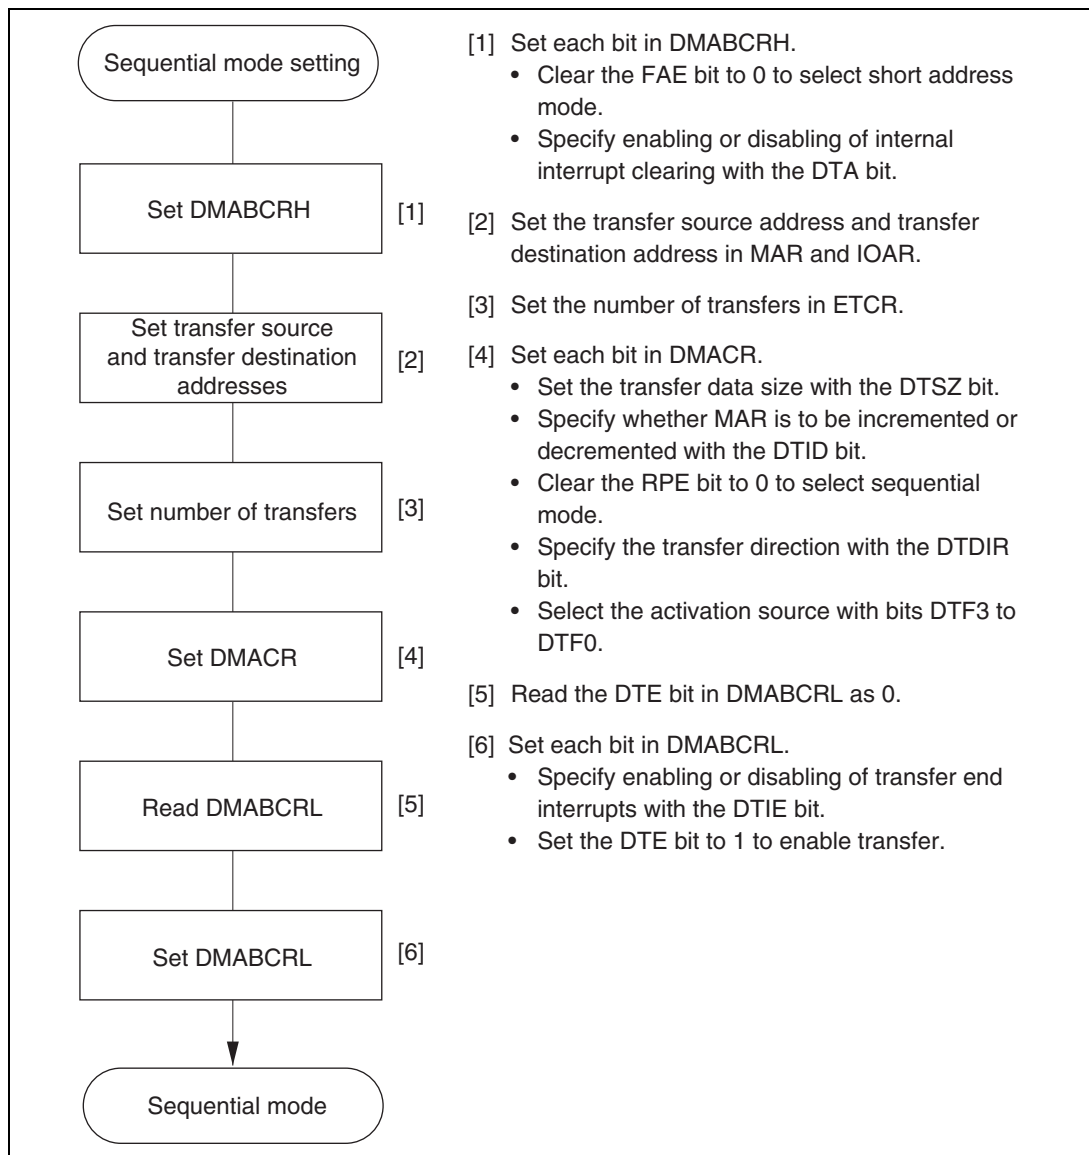 Sequential mode setting
Set DMABCRH
[1]
Set transfer source
and transfer destination
addresses
[2]
Set number of transfers
[3]
Set DMACR
[4]
Read DMABCRL
[5]
Set DMABCRL
[6]
Sequential mode
[1] Set each bit in DMABCRH.
• Clear the FAE bit to 0 to select short address
mode.
• Specify enabling or disabling of internal
interrupt clearing with the DTA bit.
[2] Set the transfer source address and transfer
destination address in MAR and IOAR.
[3] Set the number of transfers in ETCR.
[4] Set each bit in DMACR.
• Set the transfer data size with the DTSZ bit.
• Specify whether MAR is to be incremented or
decremented with the DTID bit.
• Clear the RPE bit to 0 to select sequential
mode.
• Specify the transfer direction with the DTDIR
bit.
• Select the activation source with bits DTF3 to
DTF0.
[5] Read the DTE bit in DMABCRL as 0.
[6] Set each bit in DMABCRL.
• Specify enabling or disabling of transfer end
interrupts with the DTIE bit.
• Set the DTE bit to 1 to enable transfer.